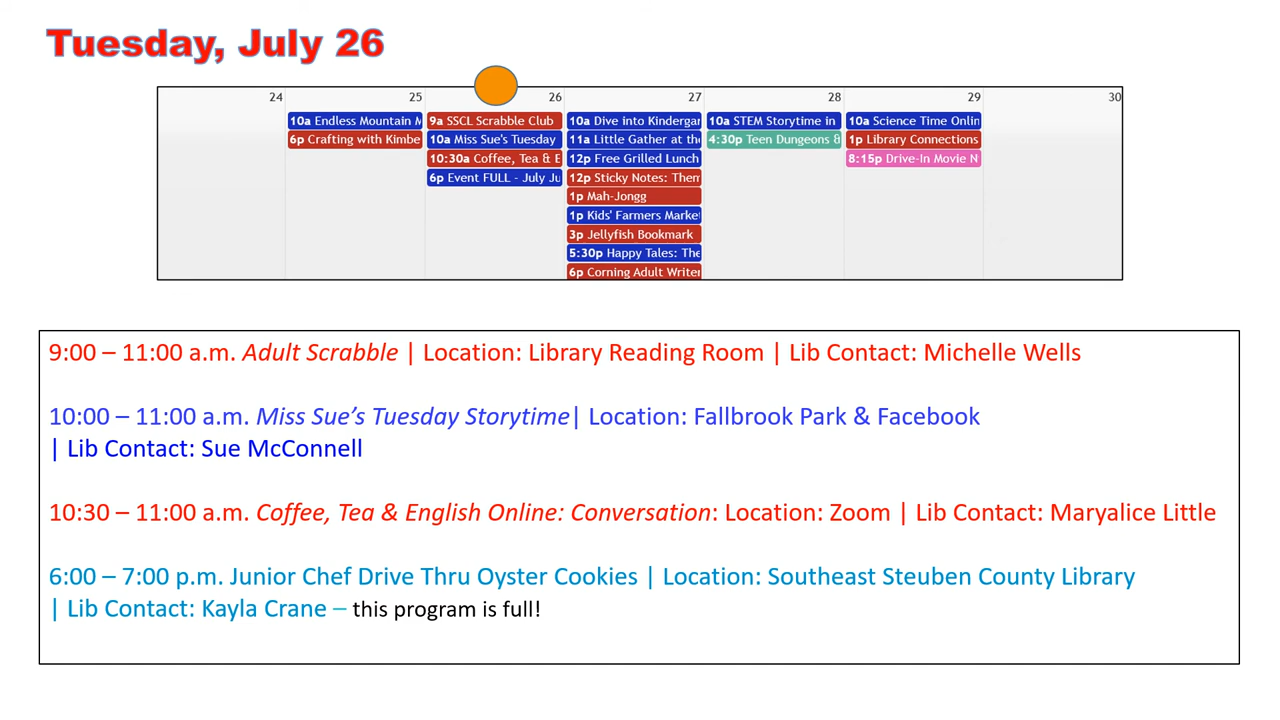 Tuesday, July 26
24 25 26 27 28 29 30
10a Endless Mountain M
6p Crafting with Kimbe
9a SSCL Scrabble Club
10a Miss Sue's Tuesday
10:30a Coffee, Tea & E
6p Event FULL - July Ju
10a Dive into Kindergar
11a Little Gather at the
12p Free Grilled Lunch
12p Sticky Notes: Them
1p Mah-Jongg
1p Kids' Farmers Market
3p Jellyfish Bookmark
5:30p Happy Tales: The
6p Corning Adult Writer
10a STEM Storytime in
4:30p Teen Dungeons &
10a Science Time Onlin
1p Library Connections
8:15p Drive-In Movie N
9:00 – 11:00 a.m. Adult Scrabble | Location: Library Reading Room | Lib Contact: Michelle Wells
10:00 – 11:00 a.m. Miss Sue’s Tuesday Storytime| Location: Fallbrook Park & Facebook
| Lib Contact: Sue McConnell
10:30 – 11:00 a.m. Coffee, Tea & English Online: Conversation: Location: Zoom | Lib Contact: Maryalice Little
6:00 – 7:00 p.m. Junior Chef Drive Thru Oyster Cookies | Location: Southeast Steuben County Library
| Lib Contact: Kayla Crane – this program is full!